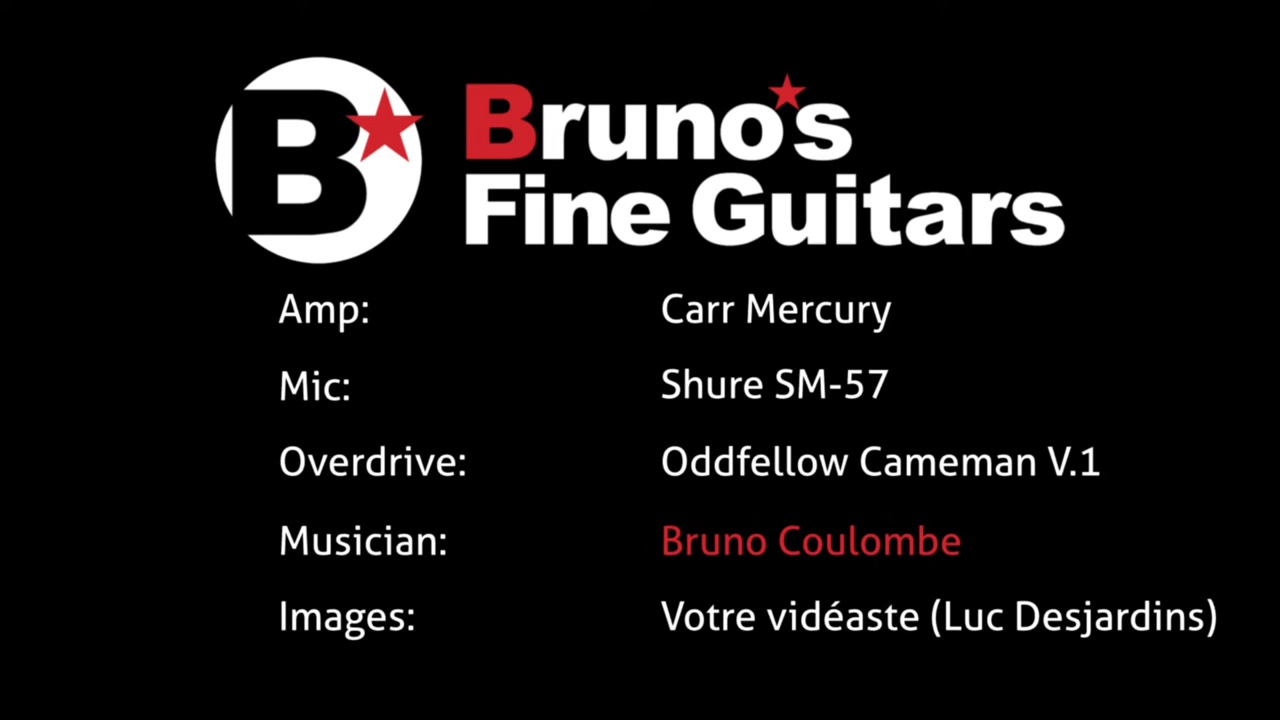 B
Bruno's
Fine Guitars
Amp: Carr Mercury
Mic: Shure SM-57
Overdrive: Oddfellow Cameman V.1
Musician: Bruno Coulombe
Images: Votre vidéaste (Luc Desjardins)